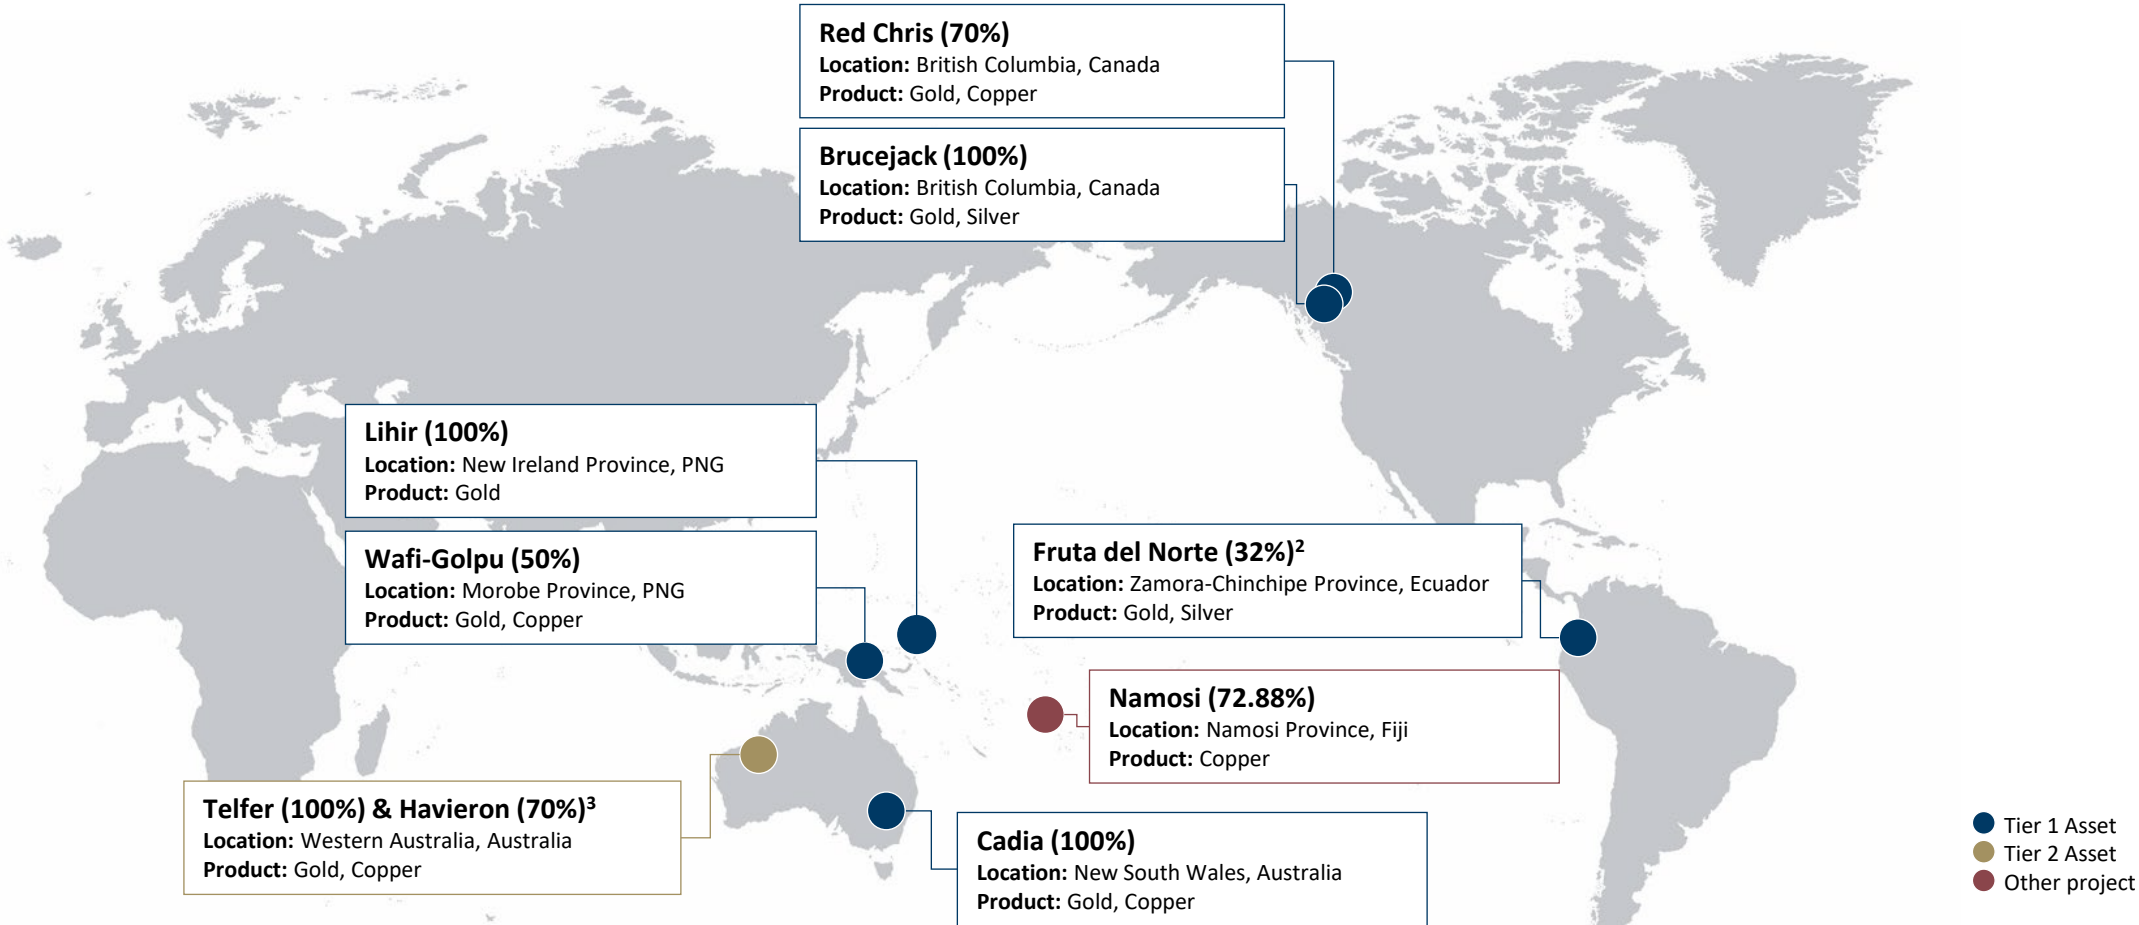 Red Chris (70%)
Location: British Columbia, Canada
Product: Gold, Copper
Brucejack (100%)
Location: British Columbia, Canada
Product: Gold, Silver
Lihir (100%)
Location: New Ireland Province, PNG
Product: Gold
Wafi-Golpu (50%)
Location: Morobe Province, PNG
Product: Gold, Copper
Fruta del Norte (32%)²
Location: Zamora-Chinchipe Province, Ecuador
Product: Gold, Silver
Namosi (72.88%)
Location: Namosi Province, Fiji
Product: Copper
Telfer (100%) & Havieron (70%)³
Location: Western Australia, Australia
Product: Gold, Copper
Cadia (100%)
Location: New South Wales, Australia
Product: Gold, Copper
Tier 1 Asset
Tier 2 Asset
Other project